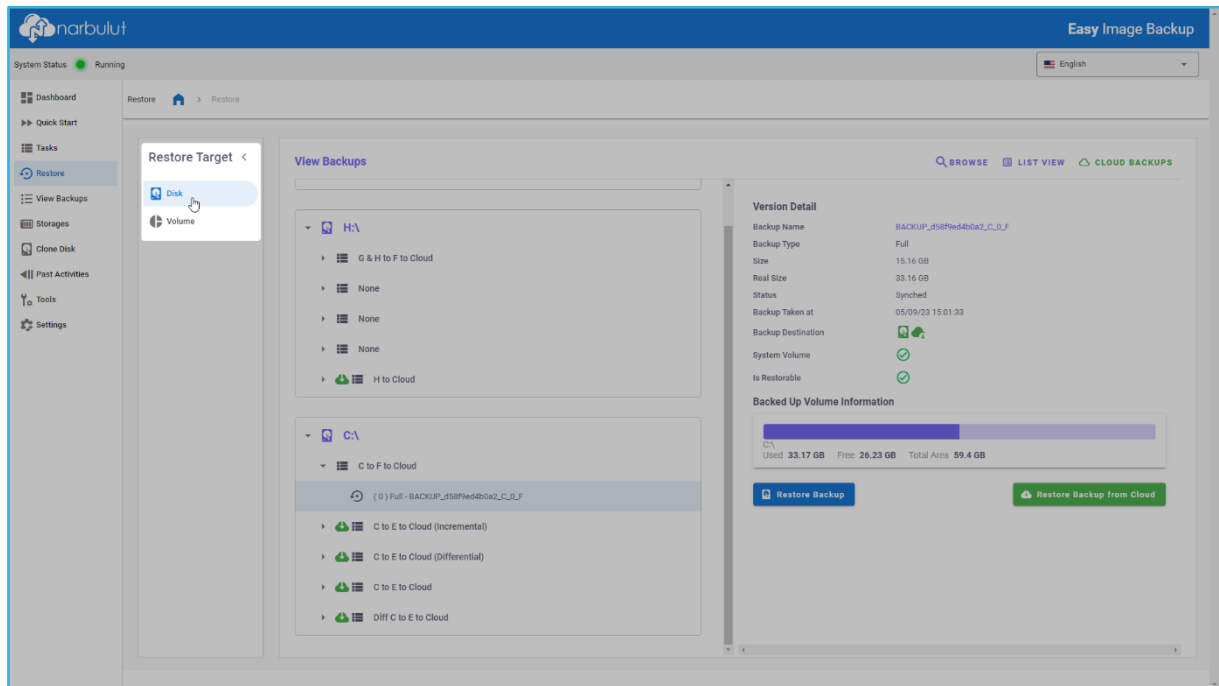 narbulut
Easy Image Backup
System Status Running
English
Dashboard
Quick Start
Tasks
Restore
View Backups
Storages
Clone Disk
Past Activities
Tools
Settings
Restore > Restore
Restore Target <
Disk
Volume
View Backups
BROWSE LIST VIEW CLOUD BACKUPS
H:\
G & H to F to Cloud
None
None
None
H to Cloud
C:\
C to F to Cloud
( 0 ) Full - BACKUP_d58f9ed4b0a2_C_0_F
C to E to Cloud (Incremental)
C to E to Cloud (Differential)
C to E to Cloud
Diff C to E to Cloud
Version Detail
Backup Name BACKUP_d58f9ed4b0a2_C_0_F
Backup Type Full
Size 15.16 GB
Real Size 33.16 GB
Status Synched
Backup Taken at 05/09/23 15:01:33
Backup Destination
System Volume
Is Restorable
Backed Up Volume Information
C:\
Used 33.17 GB Free 26.23 GB Total Area 59.4 GB
Restore Backup
Restore Backup from Cloud